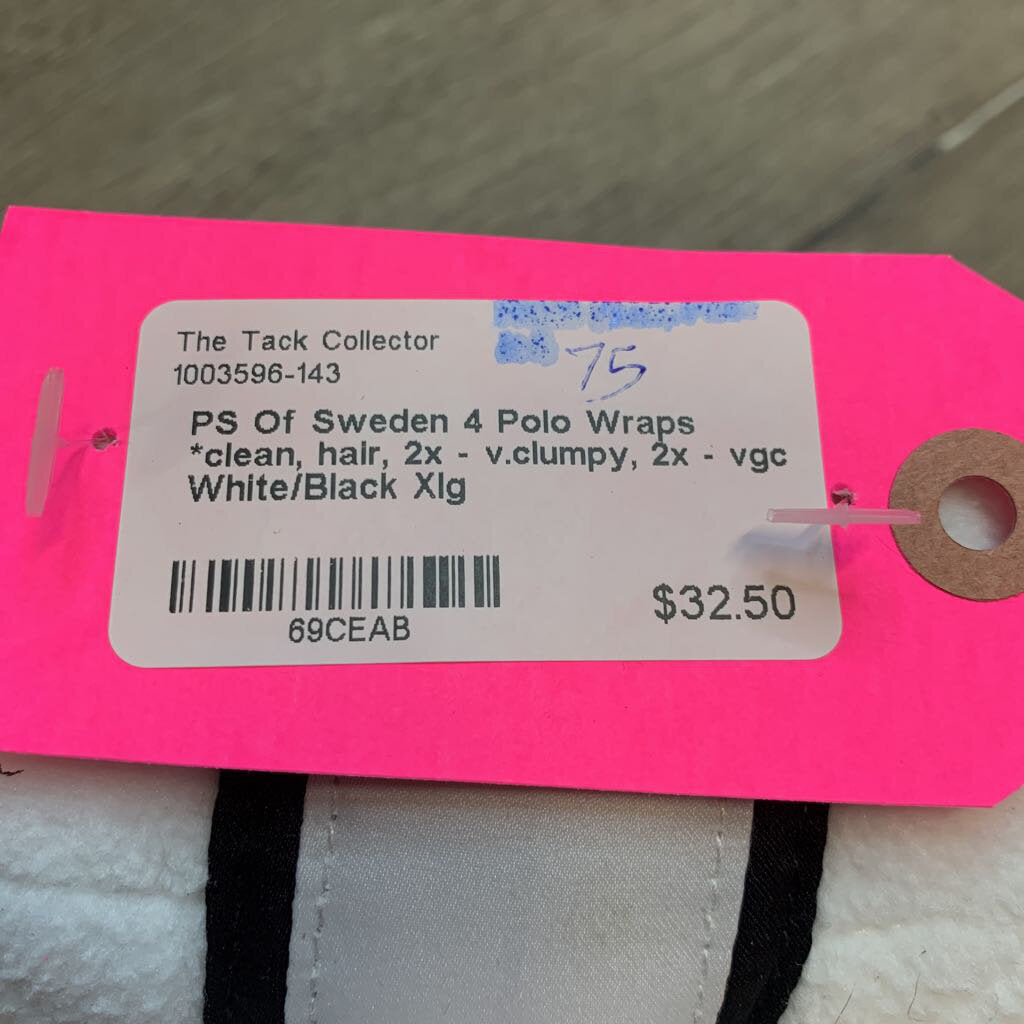 The Tack Collector
75
1003596-143
PS Of Sweden 4 Polo Wraps
*clean, hair, 2x - v.clumpy, 2x - vgc
White/Black Xlg
69CEAB
$32.50